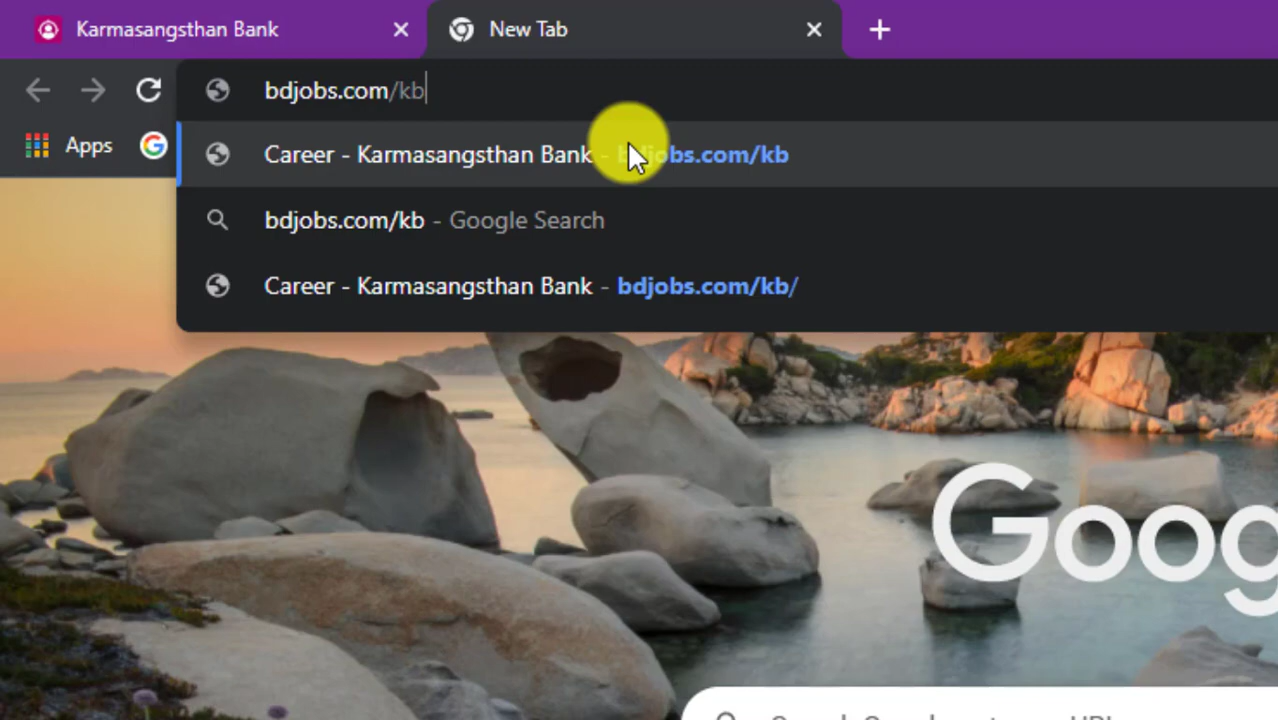 Karmasangsthan Bank
New Tab
bdjobs.com/kb
Apps
Career - Karmasangsthan Bank - bdjobs.com/kb
bdjobs.com/kb - Google Search
Career - Karmasangsthan Bank - bdjobs.com/kb/
Goog